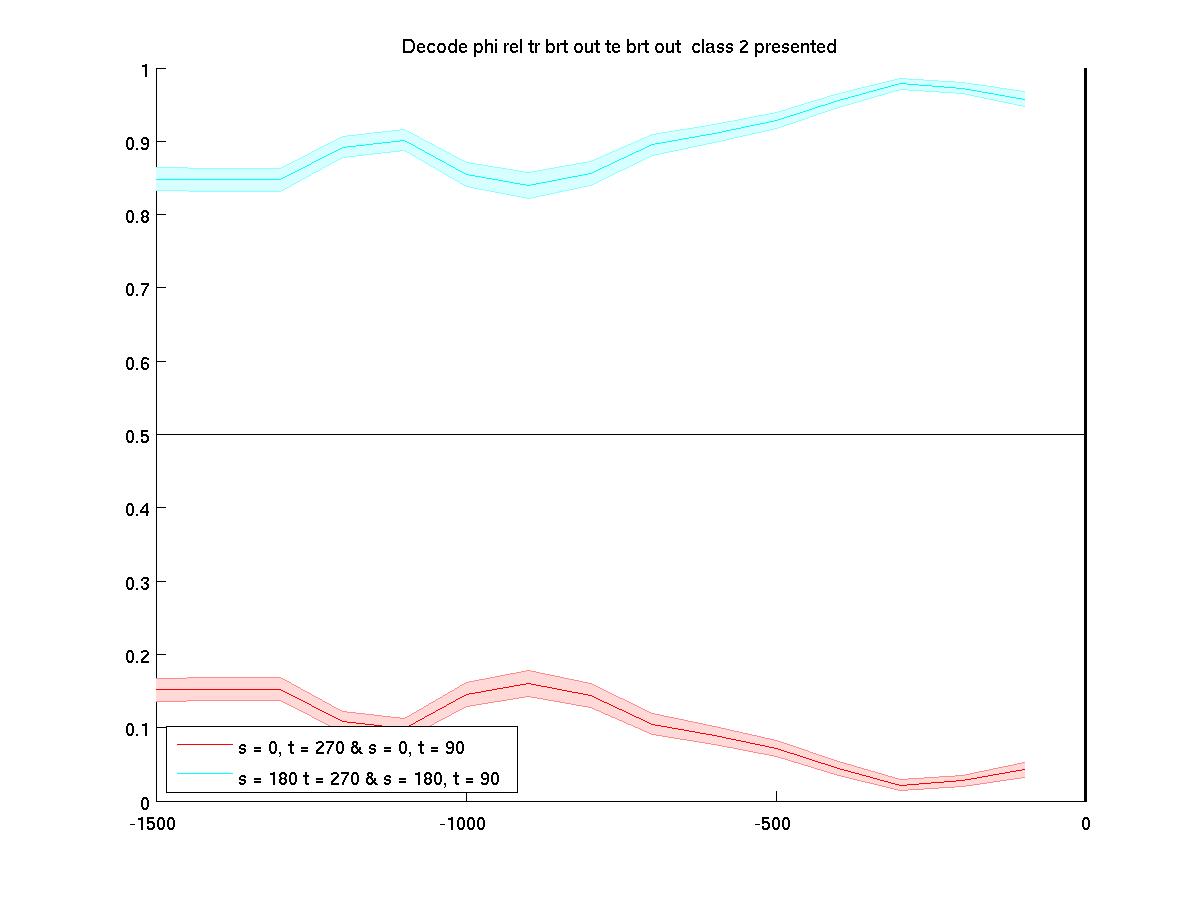 Decode phi rel tr brt out te brt out  class 2 presented
1
0.9
0.8
0.7
0.6
0.5
0.4
0.3
0.2
0.1
0
s = 0, t = 270 & s = 0, t = 90
s = 180 t = 270 & s = 180, t = 90
-1500 -1000 -500 0